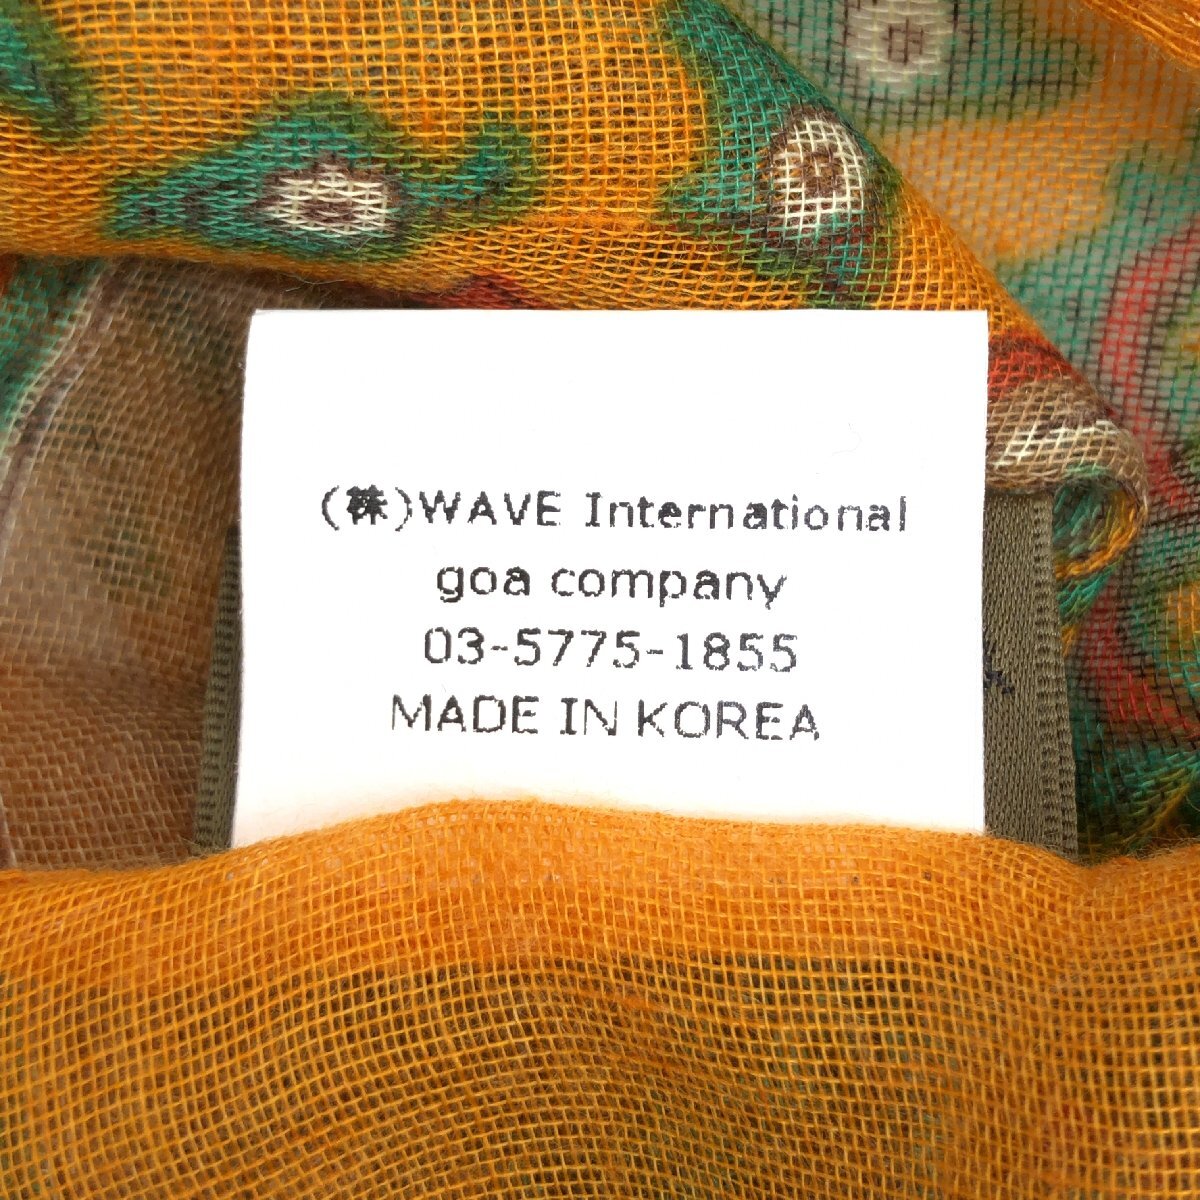 (株)WAVE International
goa company
03-5775-1855
MADE IN KOREA